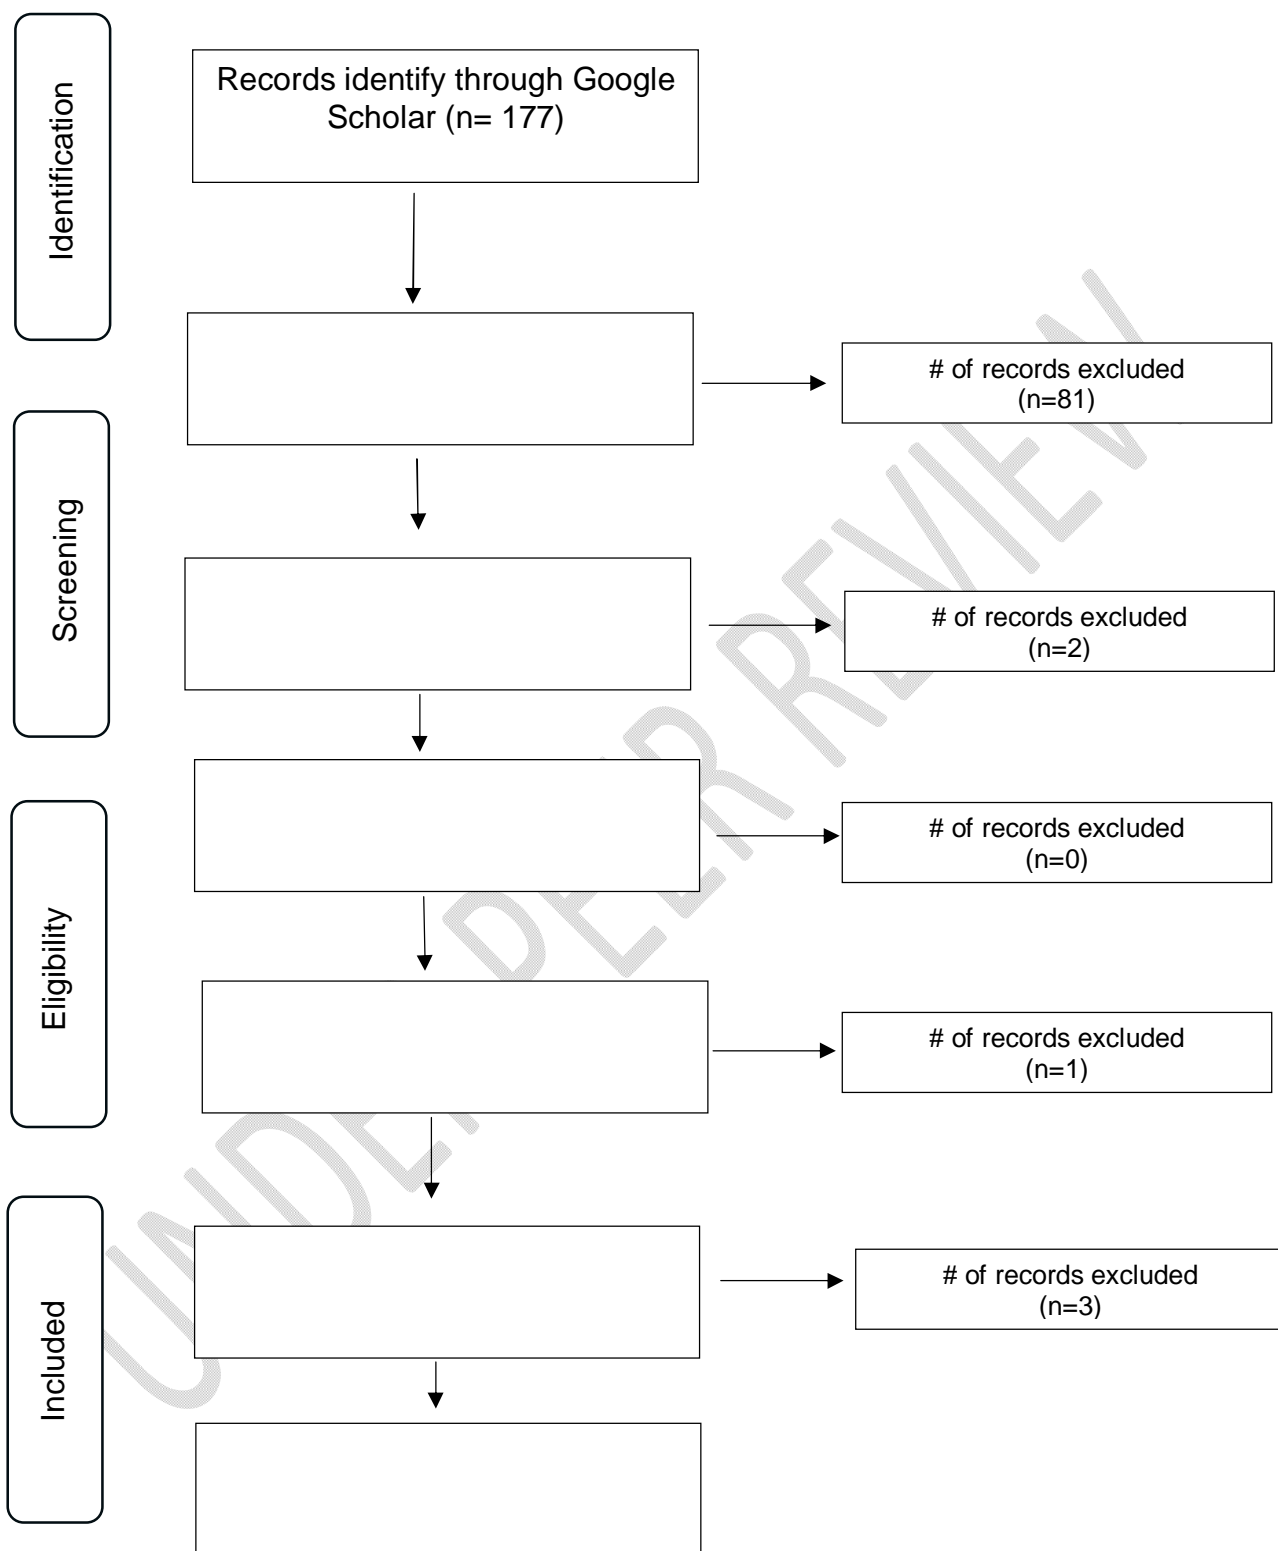 Identification
Records identify through Google
Scholar (n= 177)
# of records excluded
(n=81)
Screening
# of records excluded
(n=2)
Eligibility
# of records excluded
(n=0)
# of records excluded
(n=1)
Included
# of records excluded
(n=3)
UNDER PEER REVIEW